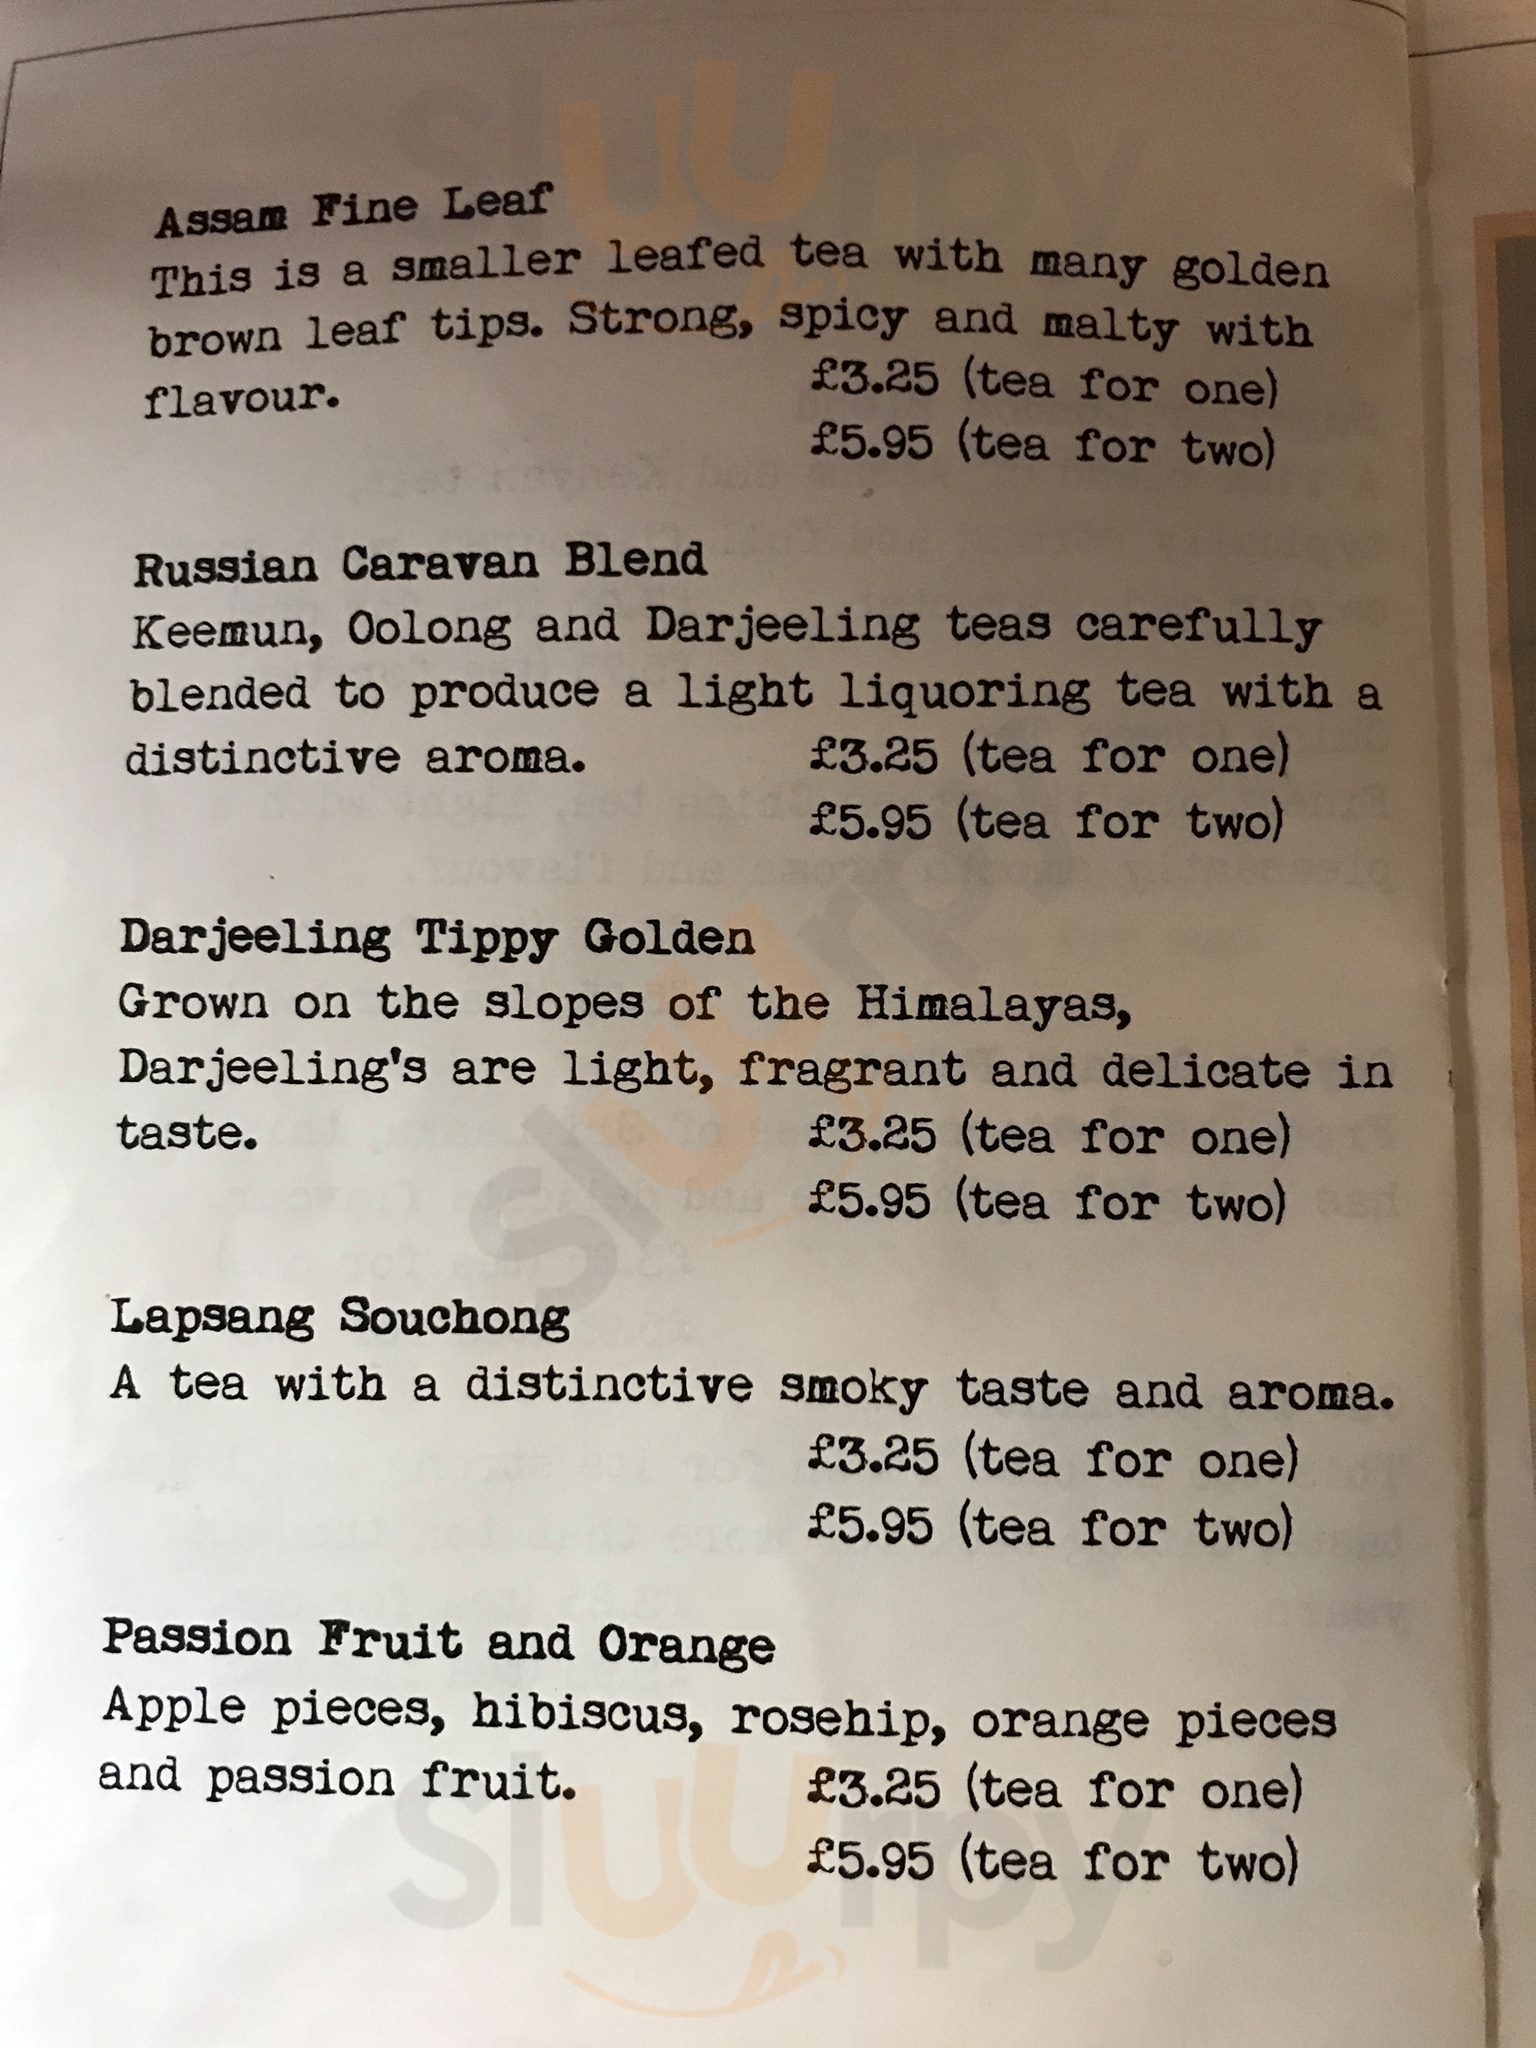 Assam Fine Leaf
This is a smaller leafed tea with many golden
brown leaf tips. Strong, spicy and malty with
flavour. £3.25 (tea for one)
£5.95 (tea for two)
Russian Caravan Blend
Keemun, Oolong and Darjeeling teas carefully
blended to produce a light liquoring tea with a
distinctive aroma. £3.25 (tea for one)
£5.95 (tea for two)
Darjeeling Tippy Golden
Grown on the slopes of the Himalayas,
Darjeeling's are light, fragrant and delicate in
taste. £3.25 (tea for one)
£5.95 (tea for two)
Lapsang Souchong
A tea with a distinctive smoky taste and aroma.
£3.25 (tea for one)
£5.95 (tea for two)
Passion Fruit and Orange
Apple pieces, hibiscus, rosehip, orange pieces
and passion fruit. £3.25 (tea for one)
£5.95 (tea for two)
sluurpy
sluurpy
sluurpy